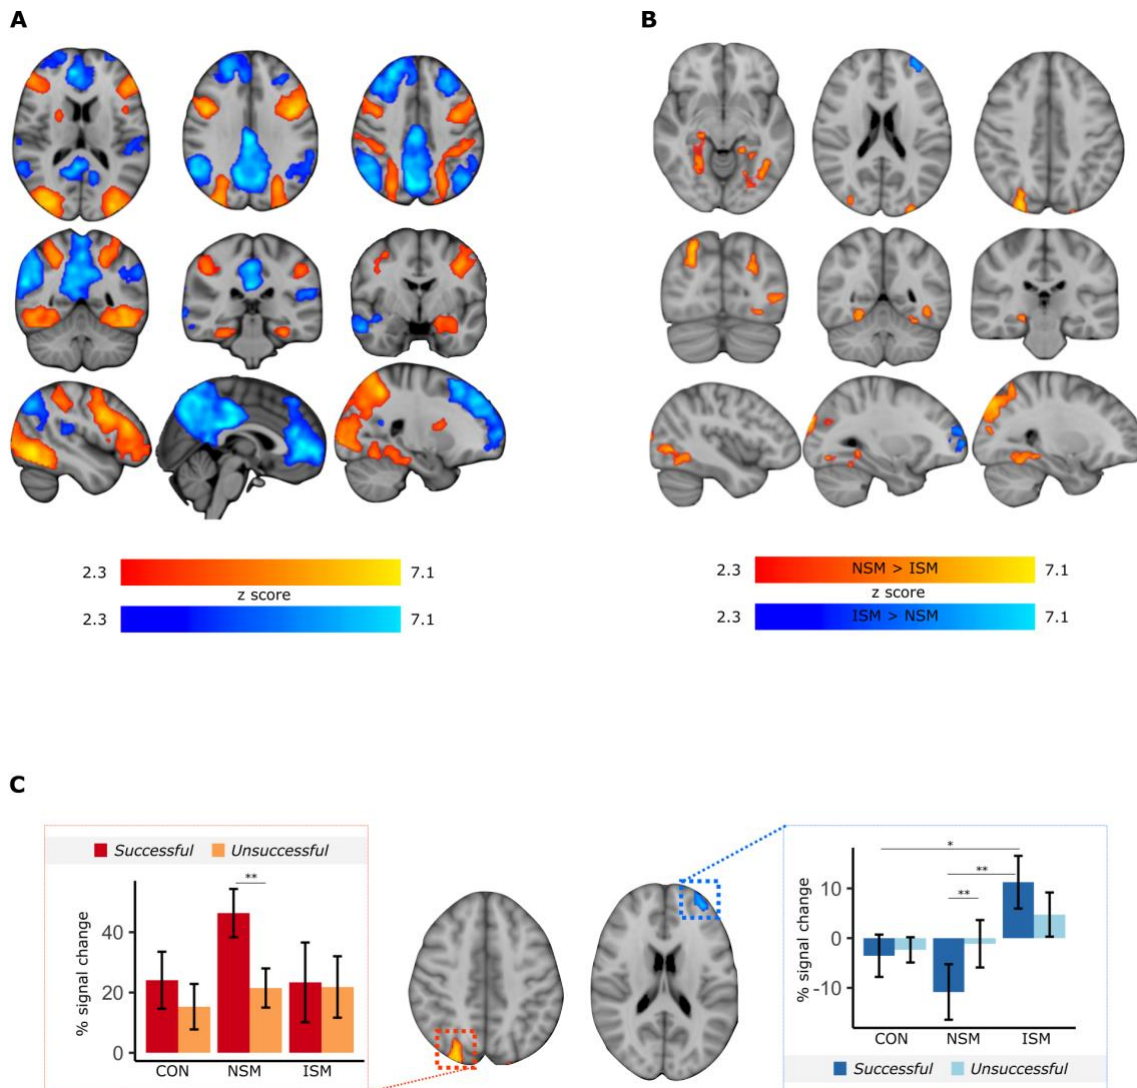 A
B
2.3 7.1
z score
2.3 7.1
2.3 NSM > ISM 7.1
z score
2.3 ISM > NSM 7.1
C
Successful Unsuccessful
**
% signal change
40
20
0
CON NSM ISM
*
**
**
% signal change
10
0
-10
CON NSM ISM
Successful Unsuccessful